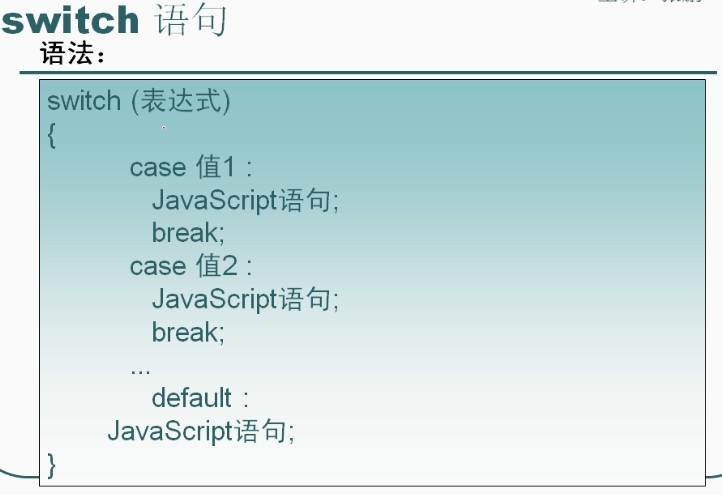 switch 语句
语法：
switch (表达式)
{
case 值1 :
JavaScript语句;
break;
case 值2 :
JavaScript语句;
break;
...
default :
JavaScript语句;
}